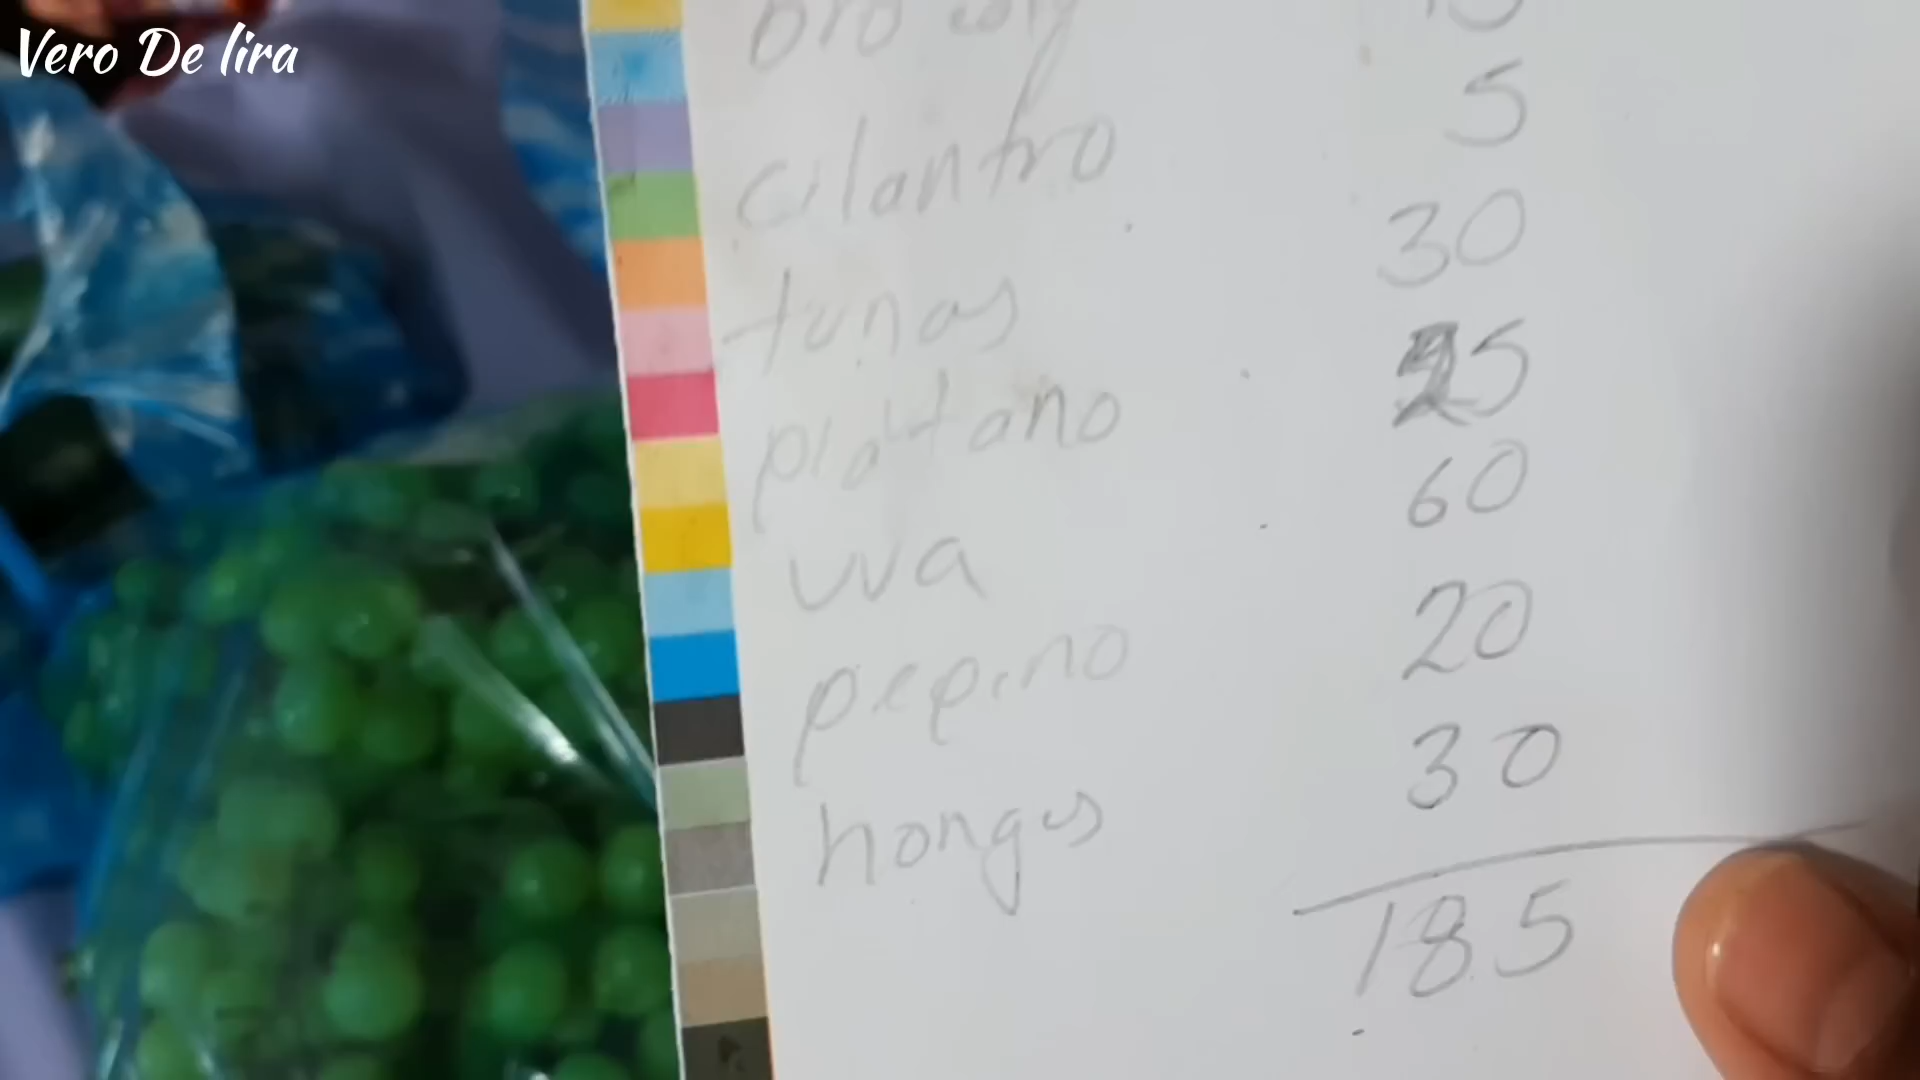 Vero De lira
cilantro 5
tunas 30
platano 25
uva 60
pepino 20
hongos 30
185